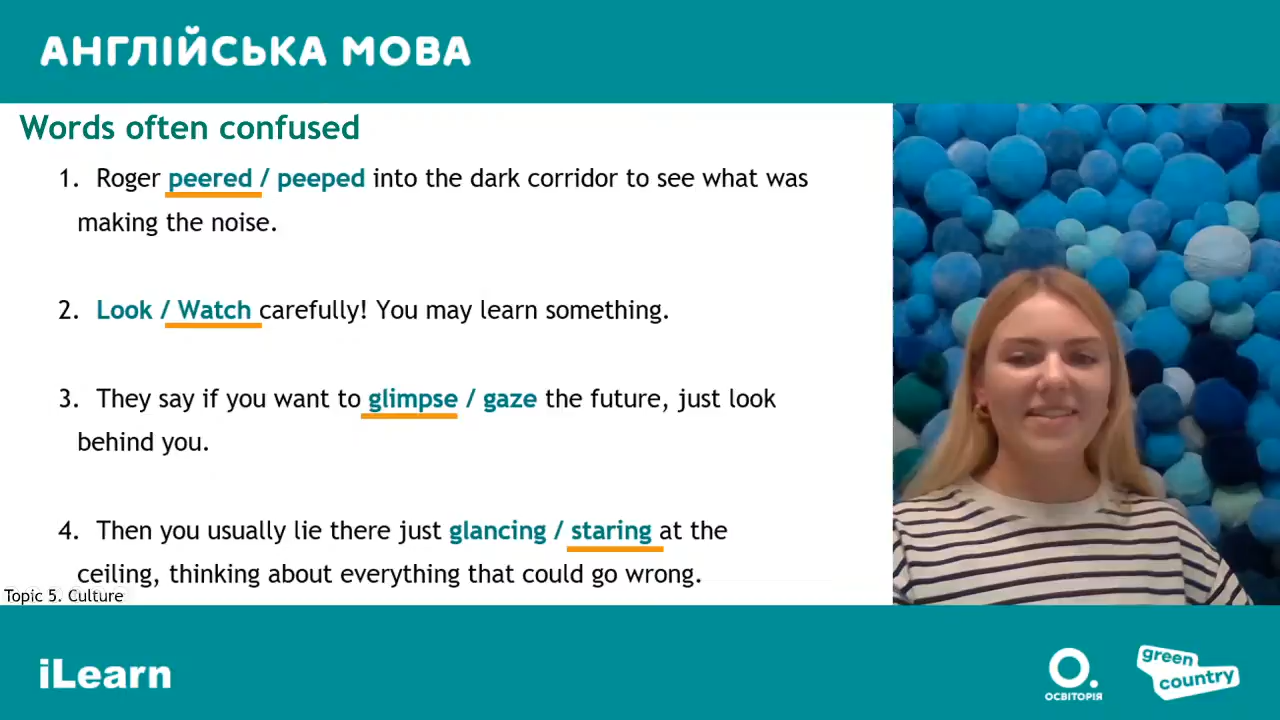 АНГЛІЙСЬКА МОВА
Words often confused
1. Roger peered / peeped into the dark corridor to see what was
making the noise.
2. Look / Watch carefully! You may learn something.
3. They say if you want to glimpse / gaze the future, just look
behind you.
4. Then you usually lie there just glancing / staring at the
ceiling, thinking about everything that could go wrong.
Topic 5. Culture
iLearn
О.
ОСВІТОРІЯ
green
country